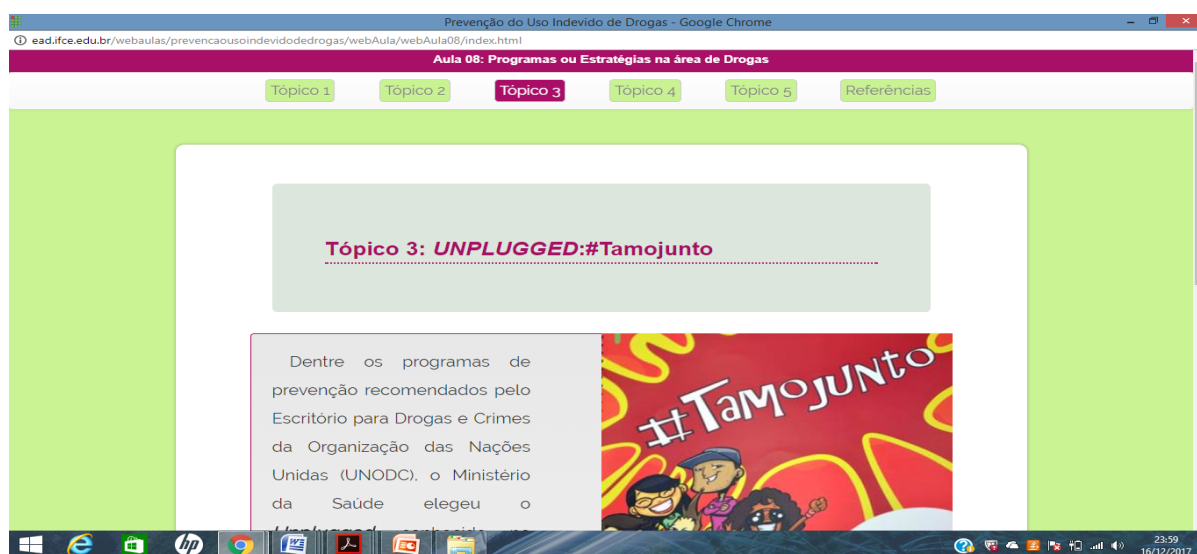 Prevenção do Uso Indevido de Drogas - Google Chrome
ead.ifce.edu.br/webaulas/prevencaousoindevidodedrogas/webAula/webAula08/index.html
Aula 08: Programas ou Estratégias na área de Drogas
Tópico 1 Tópico 2 Tópico 3 Tópico 4 Tópico 5 Referências
Tópico 3: UNPLUGGED:#Tamojunto
Dentre os programas de
prevenção recomendados pelo
Escritório para Drogas e Crimes
da Organização das Nações
Unidas (UNODC), o Ministério
da Saúde elegeu o
#TAMOJUNTO
hp
23:59
16/12/2017